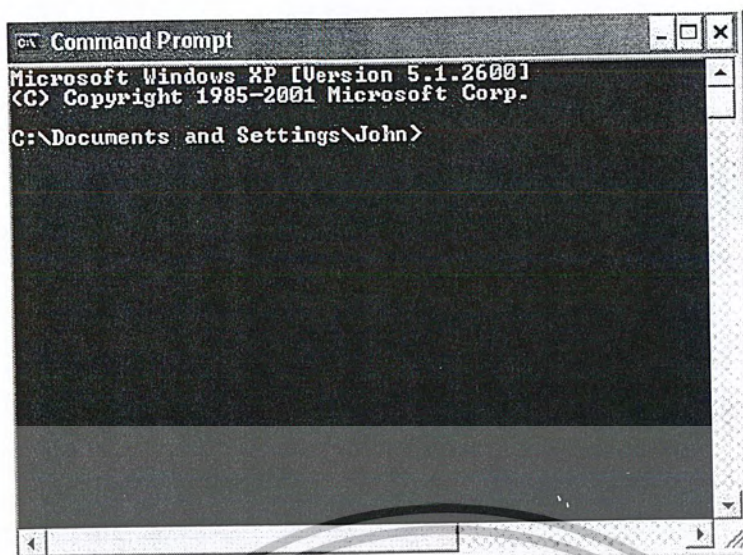 C:\ Command Prompt
Microsoft Windows XP [Version 5.1.2600]
(C) Copyright 1985-2001 Microsoft Corp.
C:\Documents and Settings\John>